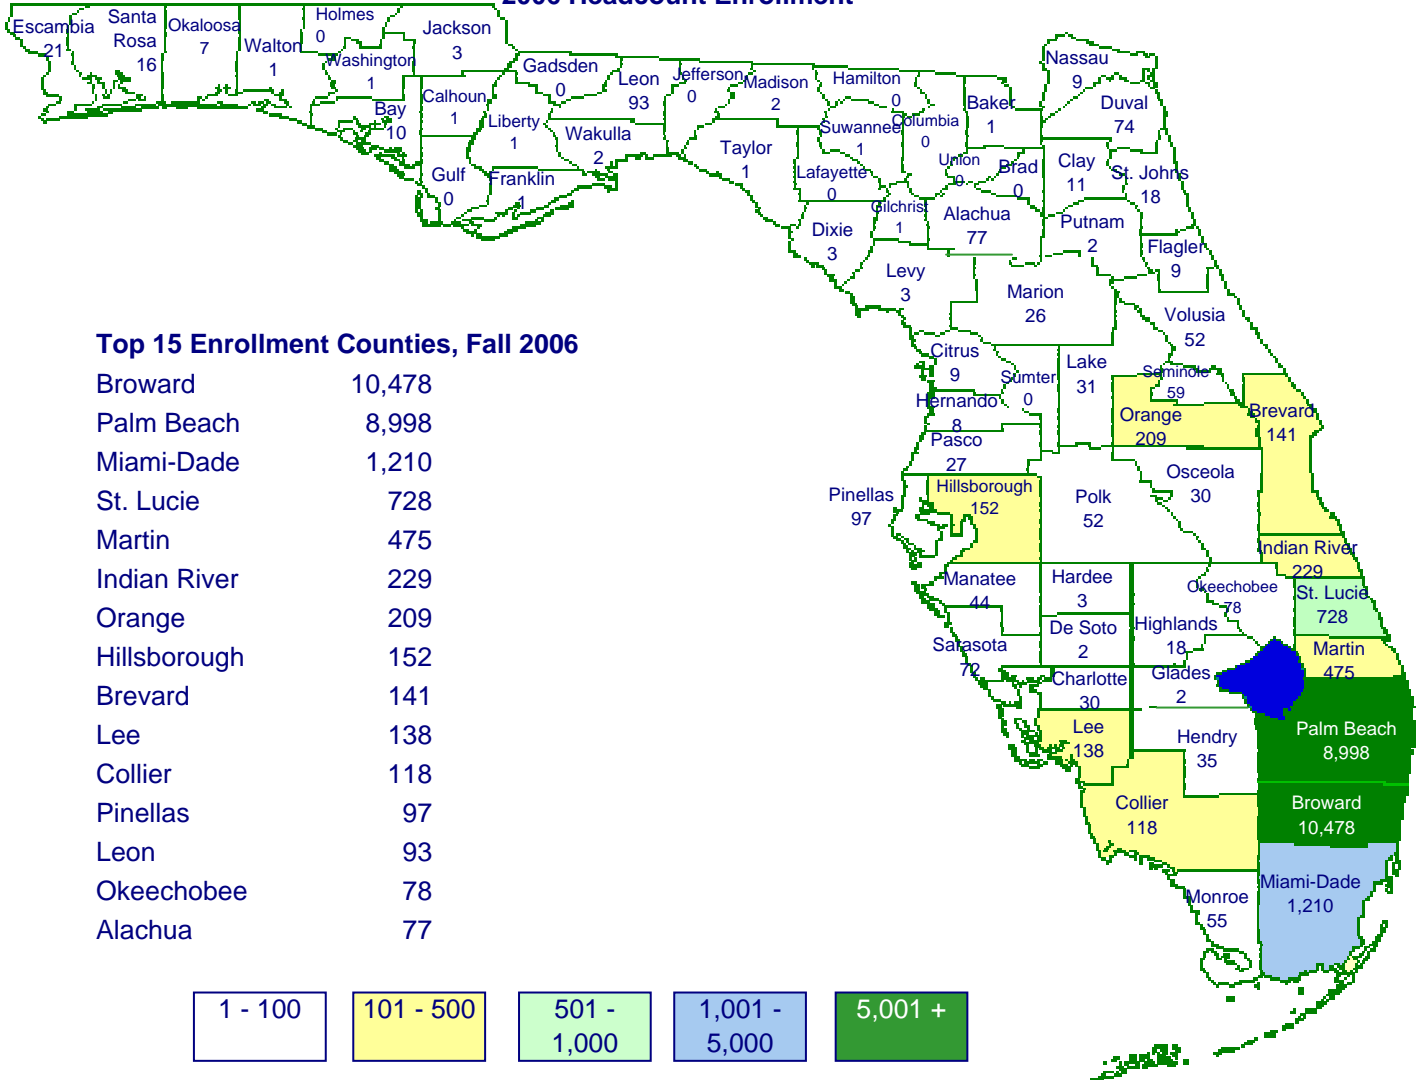 2006 Headcount Enrollment
Escambia
21
Santa
Rosa
16
Okaloosa
7
Walton
1
Holmes
0
Washington
1
Jackson
3
Bay
10
Calhoun
1
Gulf
0
Gadsden
0
Liberty
1
Franklin
1
Leon
93
Wakulla
2
Jefferson
0
Madison
2
Taylor
1
Hamilton
0
Suwannee
1
Lafayette
0
Dixie
3
Columbia
0
Gilchrist
1
Levy
3
Baker
1
Union
0
Brad
0
Alachua
77
Nassau
9
Duval
74
Clay
11
St. Johns
18
Putnam
2
Flagler
9
Marion
26
Volusia
52
Citrus
9
Sumter
0
Lake
31
Seminole
59
Hernando
8
Orange
209
Brevard
141
Pasco
27
Osceola
30
Pinellas
97
Hillsborough
152
Polk
52
Indian River
229
Manatee
44
Hardee
3
Okeechobee
78
St. Lucie
728
Sarasota
72
De Soto
2
Highlands
18
Martin
475
Charlotte
30
Glades
2
Lee
138
Hendry
35
Palm Beach
8,998
Collier
118
Broward
10,478
Monroe
55
Miami-Dade
1,210
Top 15 Enrollment Counties, Fall 2006
Broward 10,478
Palm Beach 8,998
Miami-Dade 1,210
St. Lucie 728
Martin 475
Indian River 229
Orange 209
Hillsborough 152
Brevard 141
Lee 138
Collier 118
Pinellas 97
Leon 93
Okeechobee 78
Alachua 77
1 - 100
101 - 500
501 -
1,000
1,001 -
5,000
5,001 +